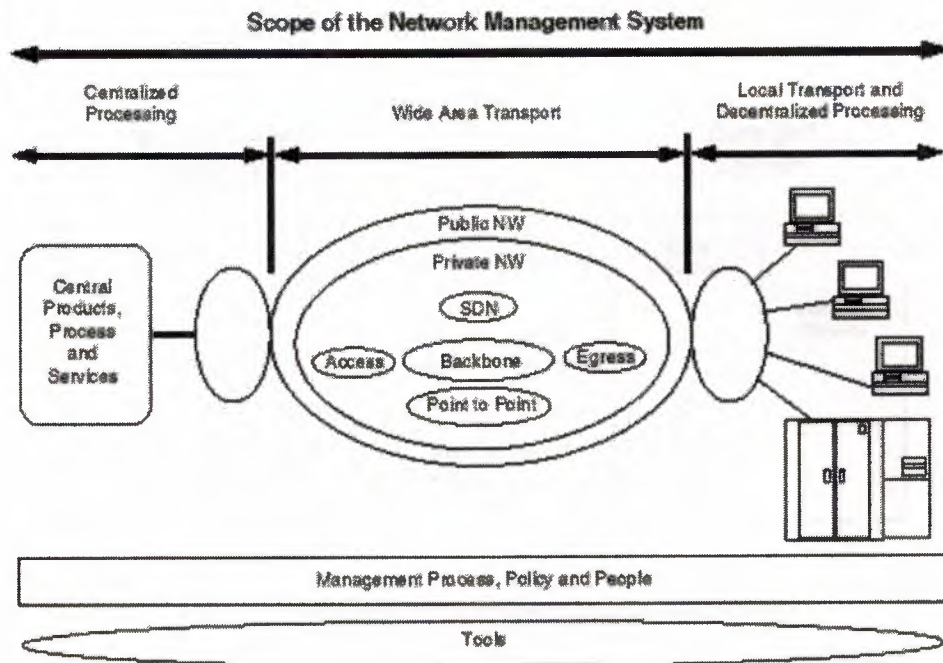 Scope of the Network Management System
Centralized
Processing
Wide Area Transport
Local Transport and
Decentralized Processing
Public NW
Private NW
Central
Products,
Process
and
Services
SDN
Access
Backbone
Egress
Point to Point
Management Process, Policy and People
Tools